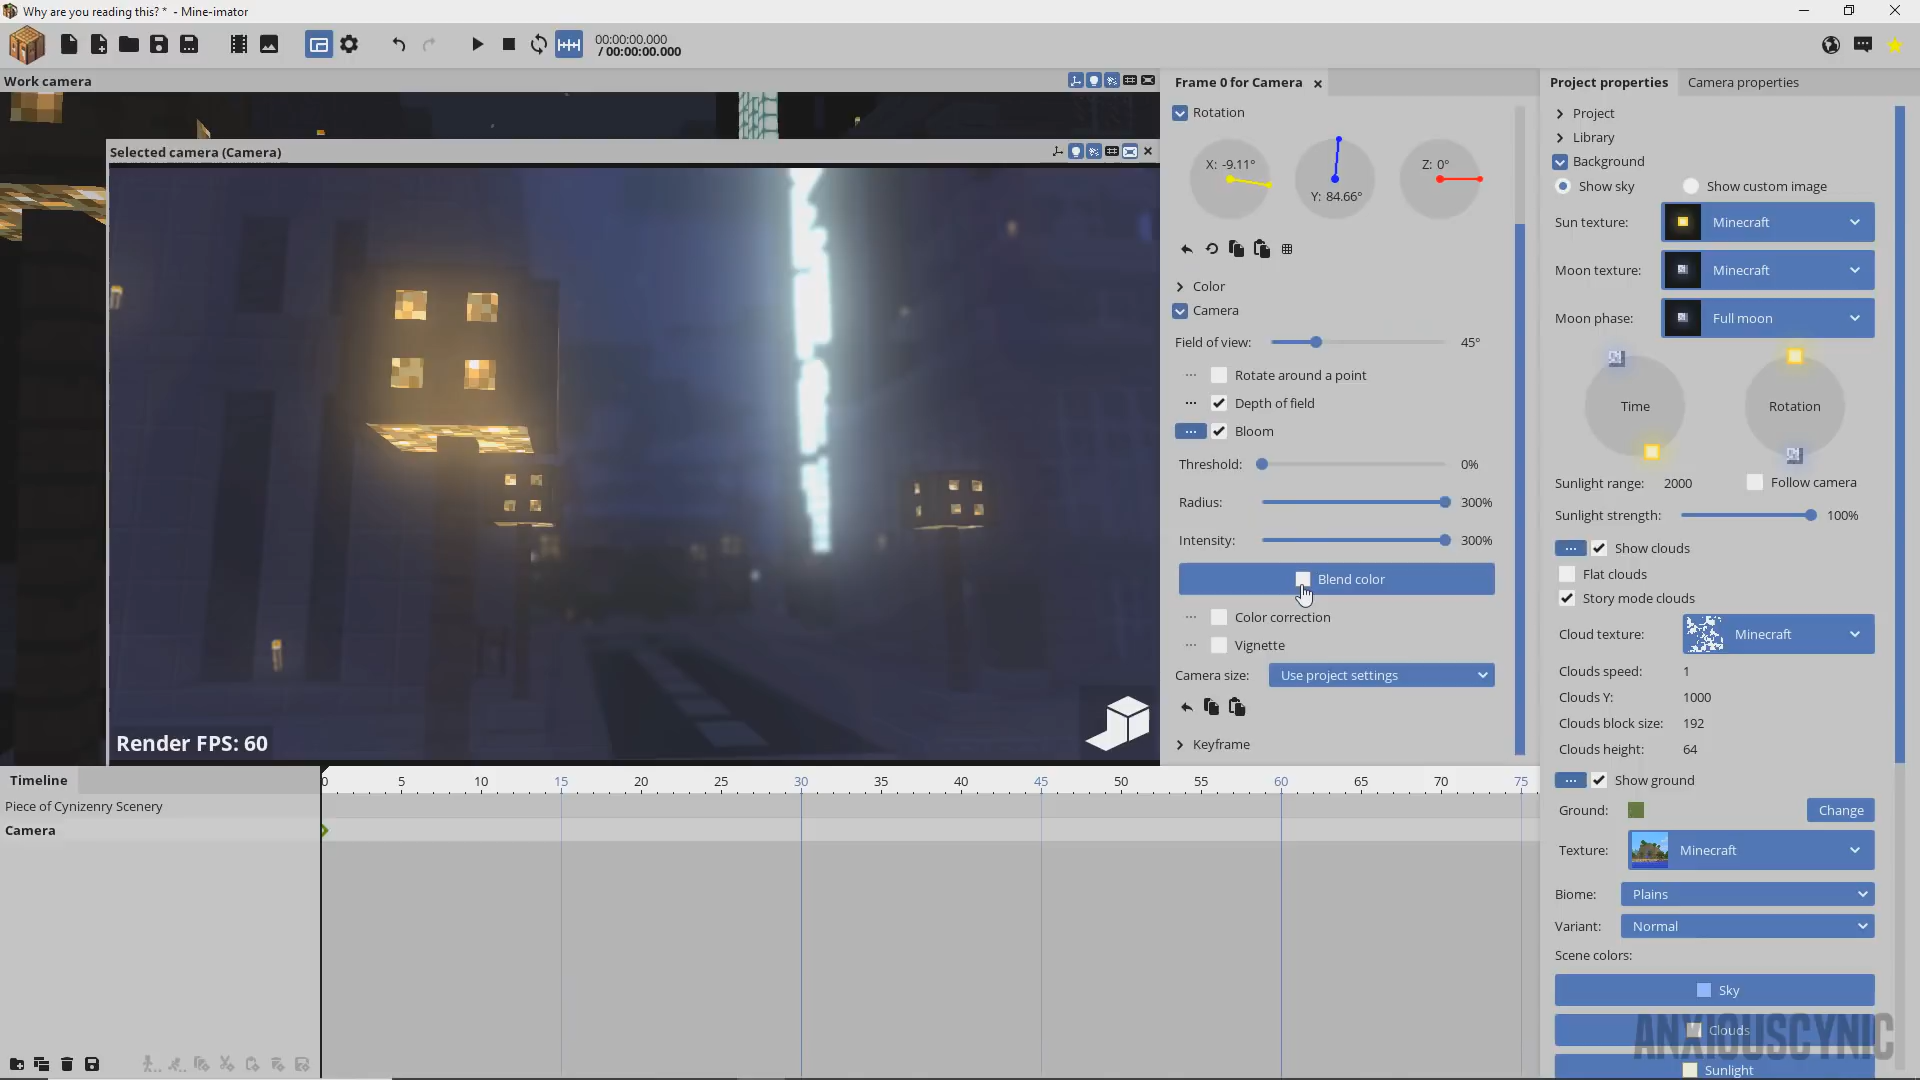 Why are you reading this? * - Mine-imator
00:00:00.000
/ 00:00:00.000
Work camera
Selected camera (Camera)
Render FPS: 60
Frame 0 for Camera
Rotation
X: -9.11°
Y: 84.66°
Z: 0°
Color
Camera
Field of view: 45°
Rotate around a point
Depth of field
Bloom
Threshold: 0%
Radius: 300%
Intensity: 300%
Blend color
Color correction
Vignette
Camera size: Use project settings
Keyframe
Project properties Camera properties
Project
Library
Background
Show sky Show custom image
Sun texture: Minecraft
Moon texture: Minecraft
Moon phase: Full moon
Time Rotation
Sunlight range: 2000 Follow camera
Sunlight strength: 100%
Show clouds
Flat clouds
Story mode clouds
Cloud texture: Minecraft
Clouds speed: 1
Clouds Y: 1000
Clouds block size: 192
Clouds height: 64
Show ground
Ground: Change
Texture: Minecraft
Biome: Plains
Variant: Normal
Scene colors:
Sky
Clouds
Sunlight
ANXIOUSCYNIC
Timeline
0 5 10 15 20 25 30 35 40 45 50 55 60 65 70 75
Piece of Cynizenry Scenery
Camera